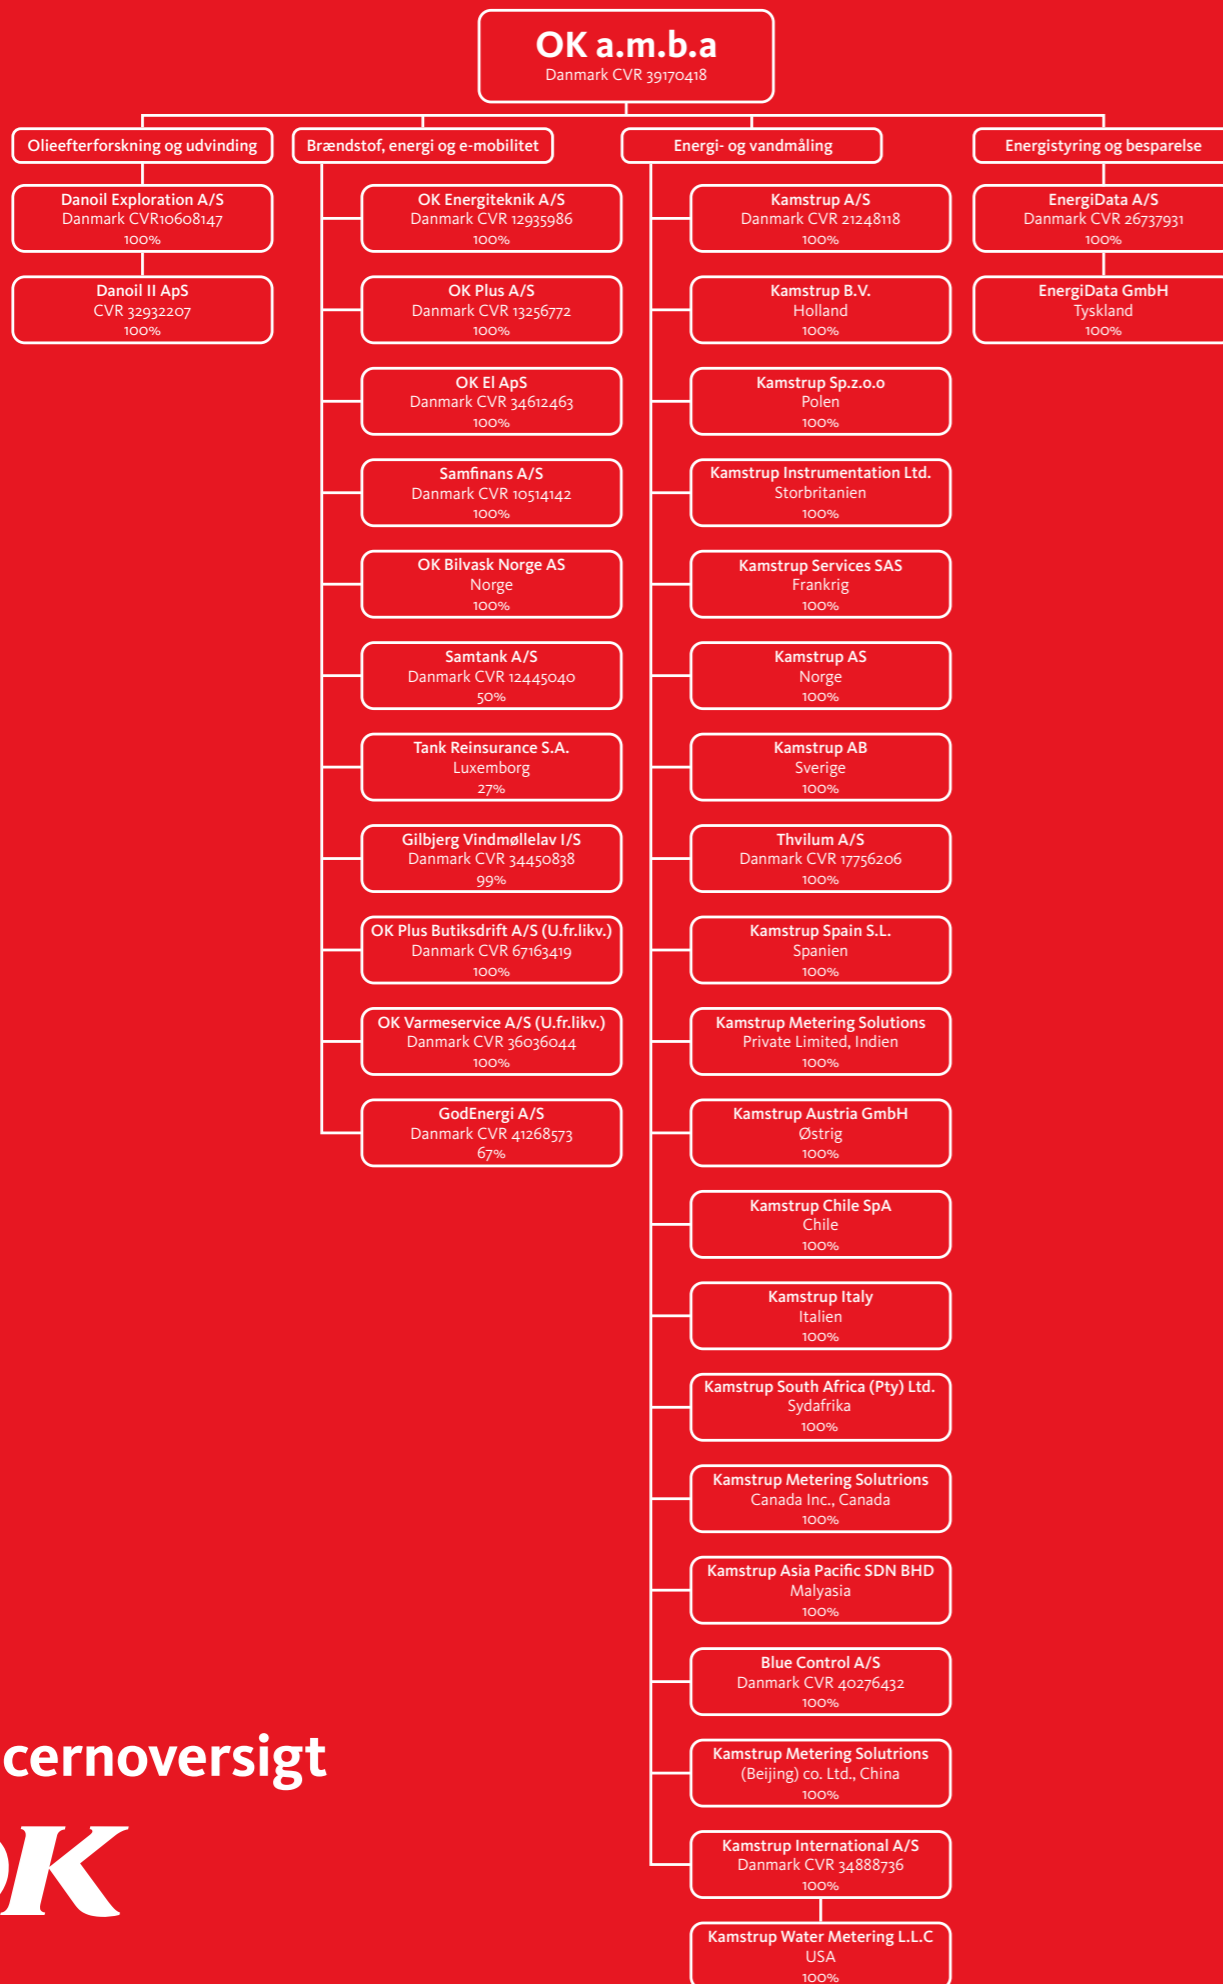 OK a.m.b.a
Danmark CVR 39170418
Olieefterforskning og udvinding
Danoil Exploration A/S
Danmark CVR10608147
100%
Danoil II ApS
CVR 32932207
100%
Brændstof, energi og e-mobilitet
OK Energiteknik A/S
Danmark CVR 12935986
100%
OK Plus A/S
Danmark CVR 13256772
100%
OK El ApS
Danmark CVR 34612463
100%
Samfinans A/S
Danmark CVR 10514142
100%
OK Bilvask Norge AS
Norge
100%
Samtank A/S
Danmark CVR 12445040
50%
Tank Reinsurance S.A.
Luxemborg
27%
Gilbjerg Vindmøllelav I/S
Danmark CVR 34450838
99%
OK Plus Butiksdrift A/S (U.fr.likv.)
Danmark CVR 67163419
100%
OK Varmeservice A/S (U.fr.likv.)
Danmark CVR 36036044
100%
GodEnergi A/S
Danmark CVR 41268573
67%
Energi- og vandmåling
Kamstrup A/S
Danmark CVR 21248118
100%
Kamstrup B.V.
Holland
100%
Kamstrup Sp.z.o.o
Polen
100%
Kamstrup Instrumentation Ltd.
Storbritanien
100%
Kamstrup Services SAS
Frankrig
100%
Kamstrup AS
Norge
100%
Kamstrup AB
Sverige
100%
Thvilum A/S
Danmark CVR 17756206
100%
Kamstrup Spain S.L.
Spanien
100%
Kamstrup Metering Solutions
Private Limited, Indien
100%
Kamstrup Austria GmbH
Østrig
100%
Kamstrup Chile SpA
Chile
100%
Kamstrup Italy
Italien
100%
Kamstrup South Africa (Pty) Ltd.
Sydafrika
100%
Kamstrup Metering Solutrions
Canada Inc., Canada
100%
Kamstrup Asia Pacific SDN BHD
Malyasia
100%
Blue Control A/S
Danmark CVR 40276432
100%
Kamstrup Metering Solutrions
(Beijing) co. Ltd., China
100%
Kamstrup International A/S
Danmark CVR 34888736
100%
Kamstrup Water Metering L.L.C
USA
100%
Energistyring og besparelse
EnergiData A/S
Danmark CVR 26737931
100%
EnergiData GmbH
Tyskland
100%
cernoversigt
OK